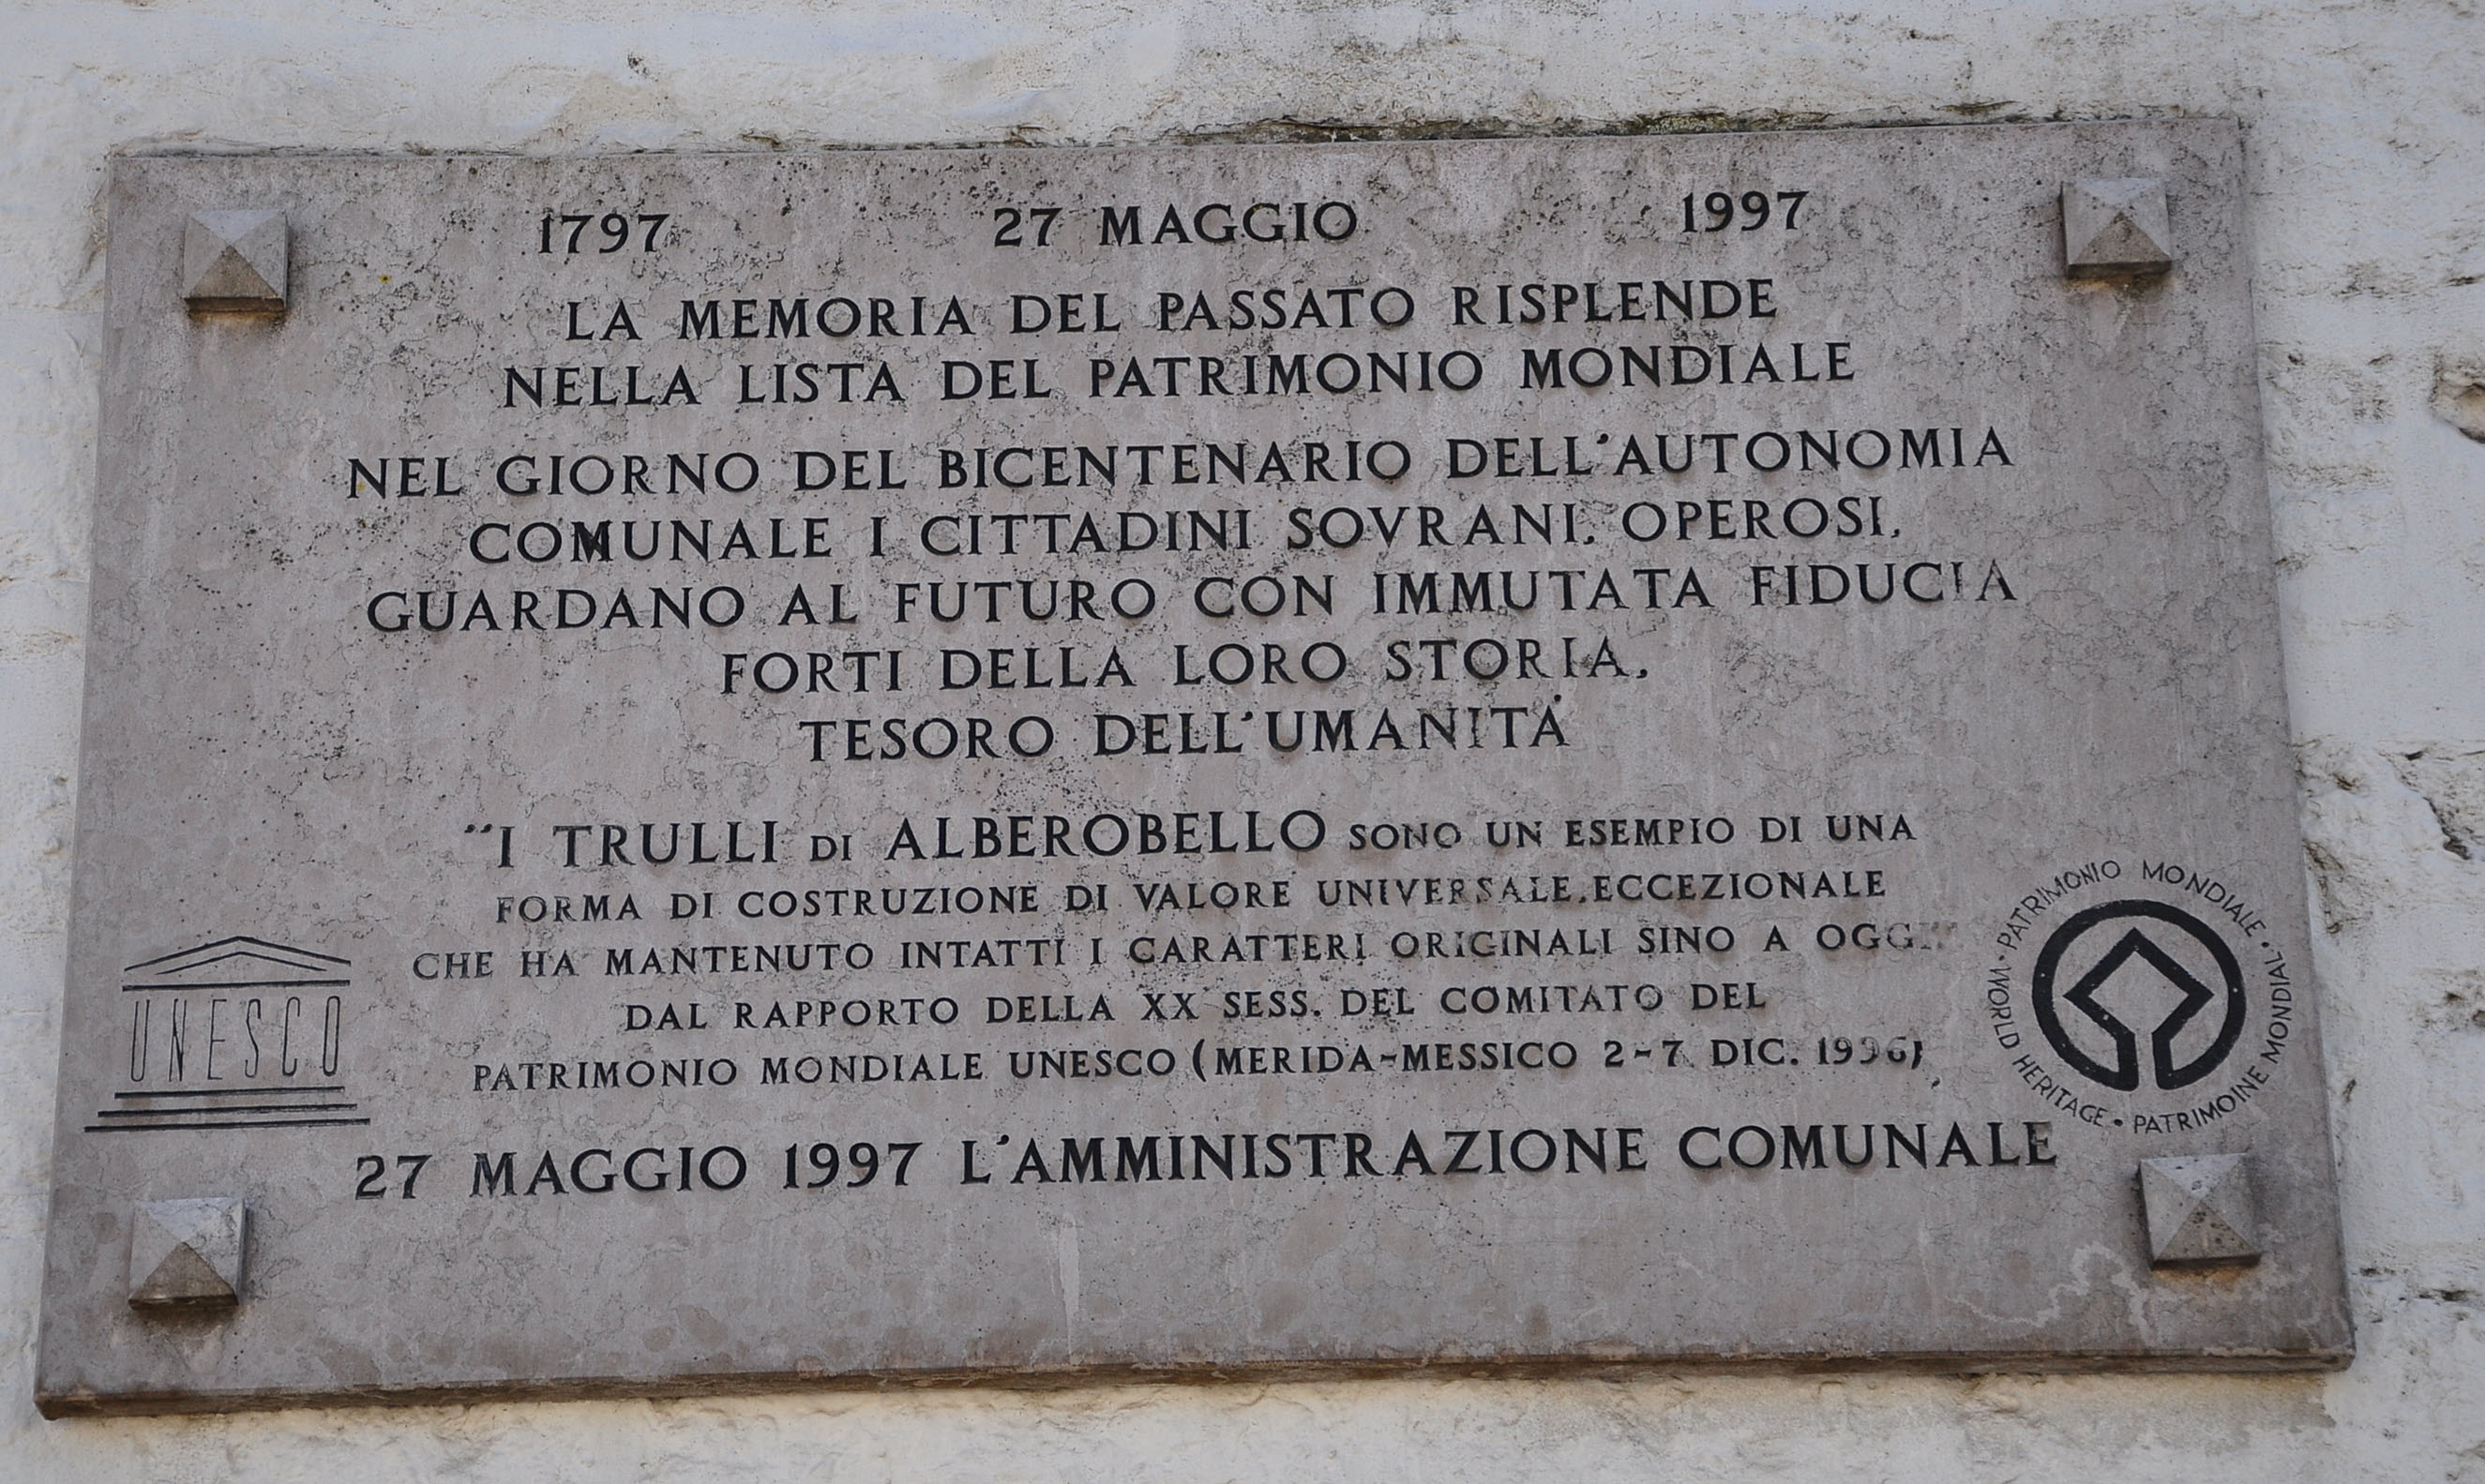 1797 27 MAGGIO 1997
LA MEMORIA DEL PASSATO RISPLENDE
NELLA LISTA DEL PATRIMONIO MONDIALE
NEL GIORNO DEL BICENTENARIO DELL'AUTONOMIA
COMUNALE I CITTADINI SOVRANI, OPEROSI,
GUARDANO AL FUTURO CON IMMUTATA FIDUCIA
FORTI DELLA LORO STORIA,
TESORO DELL'UMANITÀ
"I TRULLI DI ALBEROBELLO SONO UN ESEMPIO DI UNA
FORMA DI COSTRUZIONE DI VALORE UNIVERSALE, ECCEZIONALE
CHE HA MANTENUTO INTATTI I CARATTERI ORIGINALI SINO A OGGI"
DAL RAPPORTO DELLA XX SESS. DEL COMITATO DEL
PATRIMONIO MONDIALE UNESCO (MERIDA-MESSICO 2-7 DIC. 1996)
27 MAGGIO 1997 L'AMMINISTRAZIONE COMUNALE
UNESCO
PATRIMONIO MONDIALE • WORLD HERITAGE • PATRIMOINE MONDIAL •